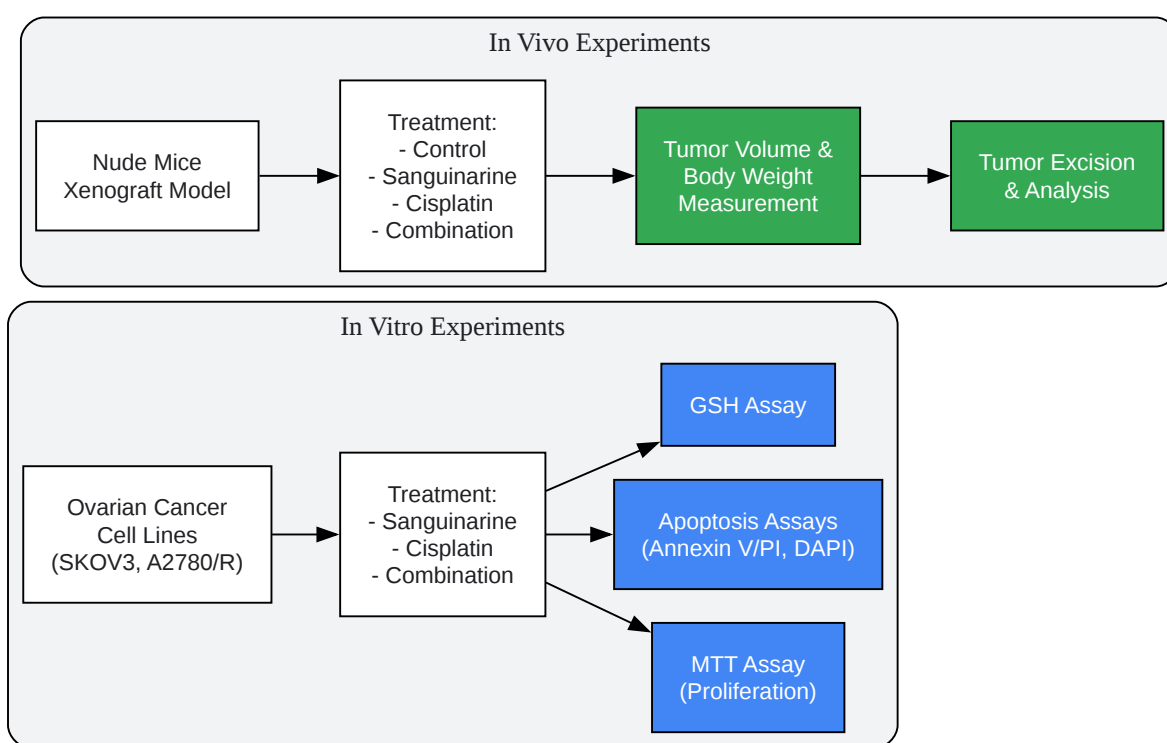 In Vivo Experiments
Nude Mice
Xenograft Model
Treatment:
- Control
- Sanguinarine
- Cisplatin
- Combination
Tumor Volume &
Body Weight
Measurement
Tumor Excision
& Analysis
In Vitro Experiments
Ovarian Cancer
Cell Lines
(SKOV3, A2780/R)
Treatment:
- Sanguinarine
- Cisplatin
- Combination
GSH Assay
Apoptosis Assays
(Annexin V/PI, DAPI)
MTT Assay
(Proliferation)